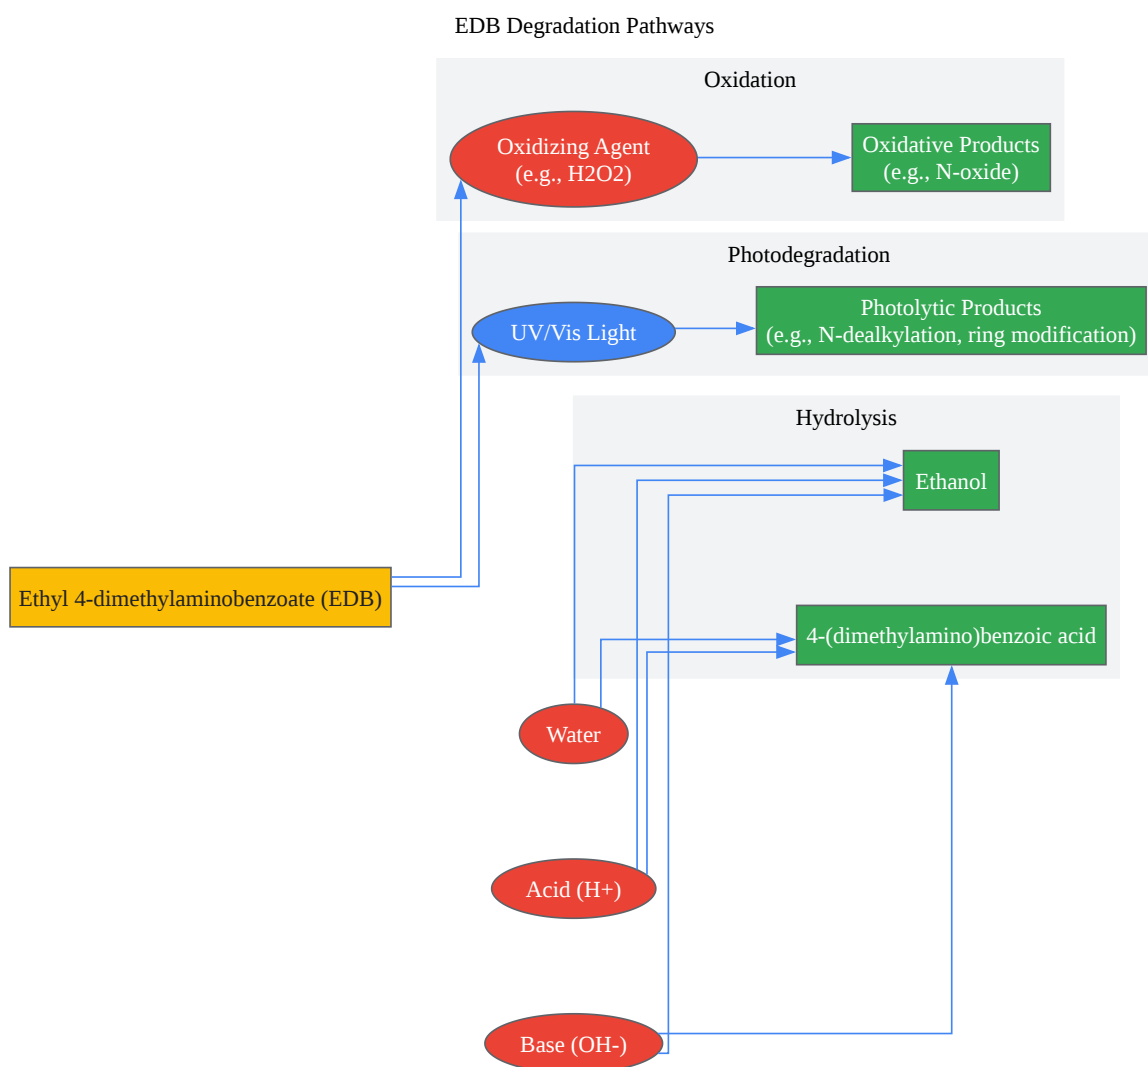 EDB Degradation Pathways
Oxidation
Oxidizing Agent
(e.g., H2O2)
Oxidative Products
(e.g., N-oxide)
Photodegradation
UV/Vis Light
Photolytic Products
(e.g., N-dealkylation, ring modification)
Hydrolysis
Ethanol
Ethyl 4-dimethylaminobenzoate (EDB)
4-(dimethylamino)benzoic acid
Water
Acid (H+)
Base (OH-)